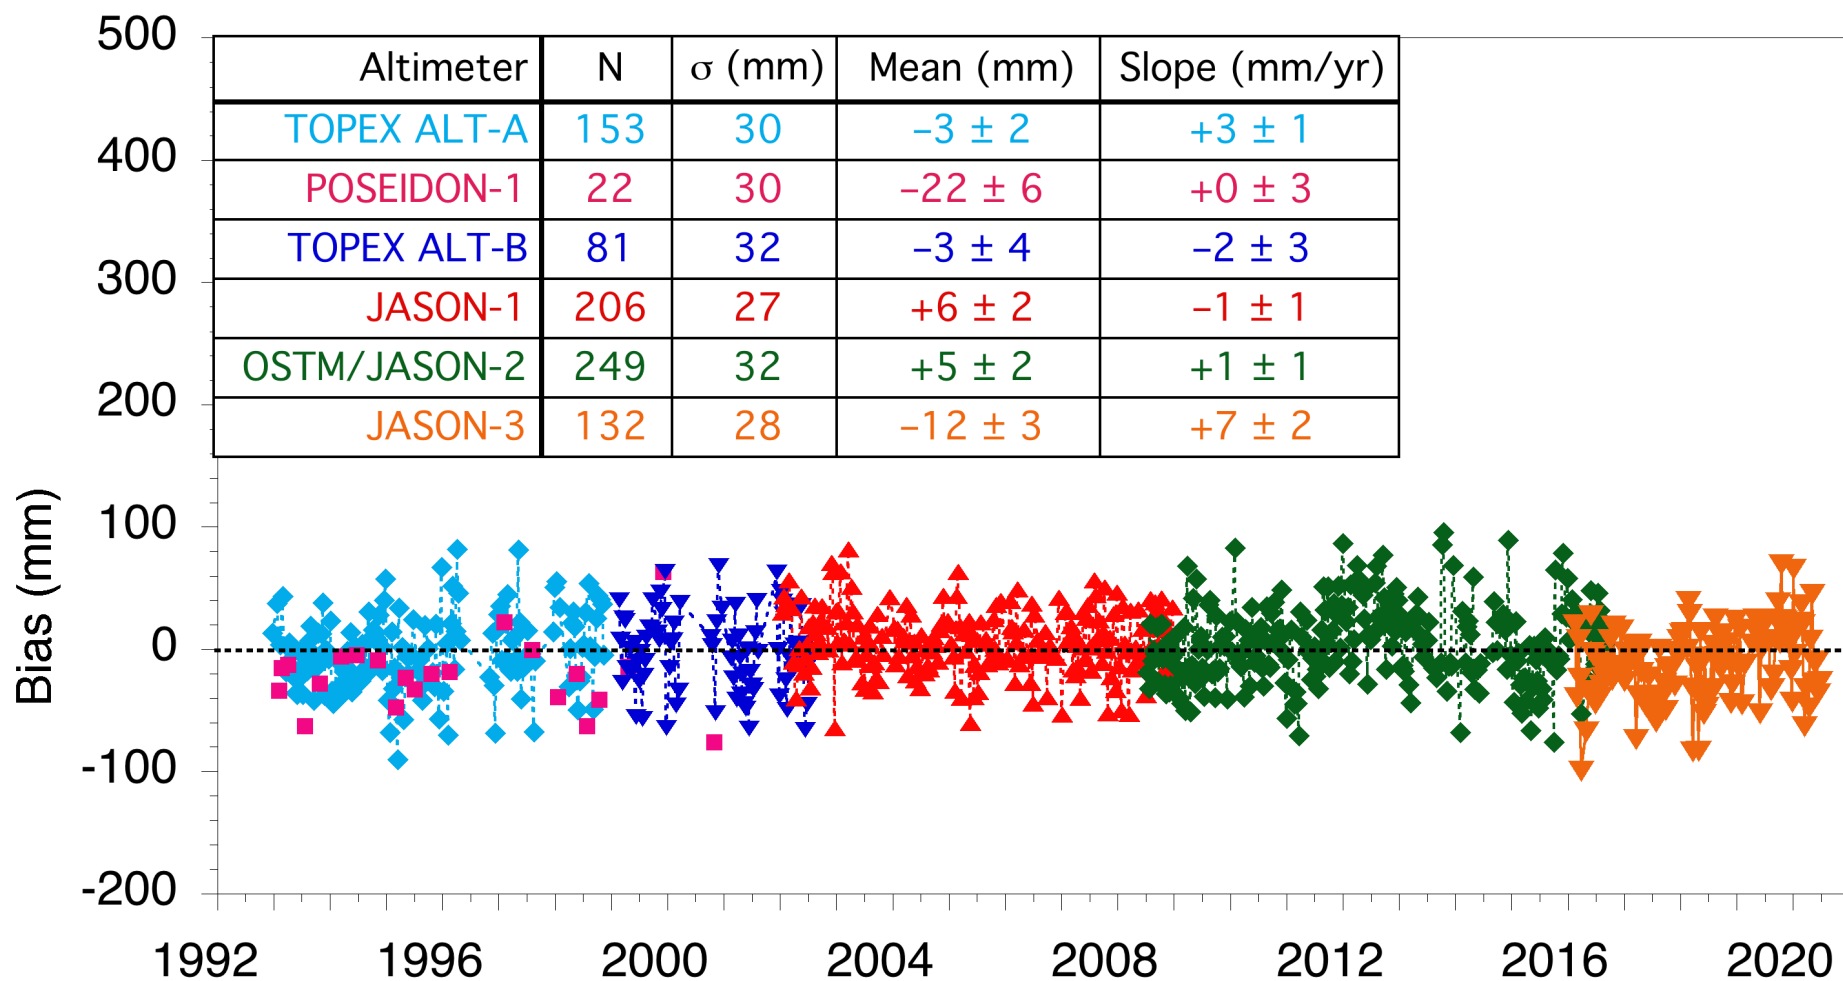 500
400
300
200
100
0
-100
-200
Bias (mm)
Altimeter N σ (mm) Mean (mm) Slope (mm/yr)
TOPEX ALT-A 153 30 −3 ± 2 +3 ± 1
POSEIDON-1 22 30 −22 ± 6 +0 ± 3
TOPEX ALT-B 81 32 −3 ± 4 −2 ± 3
JASON-1 206 27 +6 ± 2 −1 ± 1
OSTM/JASON-2 249 32 +5 ± 2 +1 ± 1
JASON-3 132 28 −12 ± 3 +7 ± 2
1992 1996 2000 2004 2008 2012 2016 2020